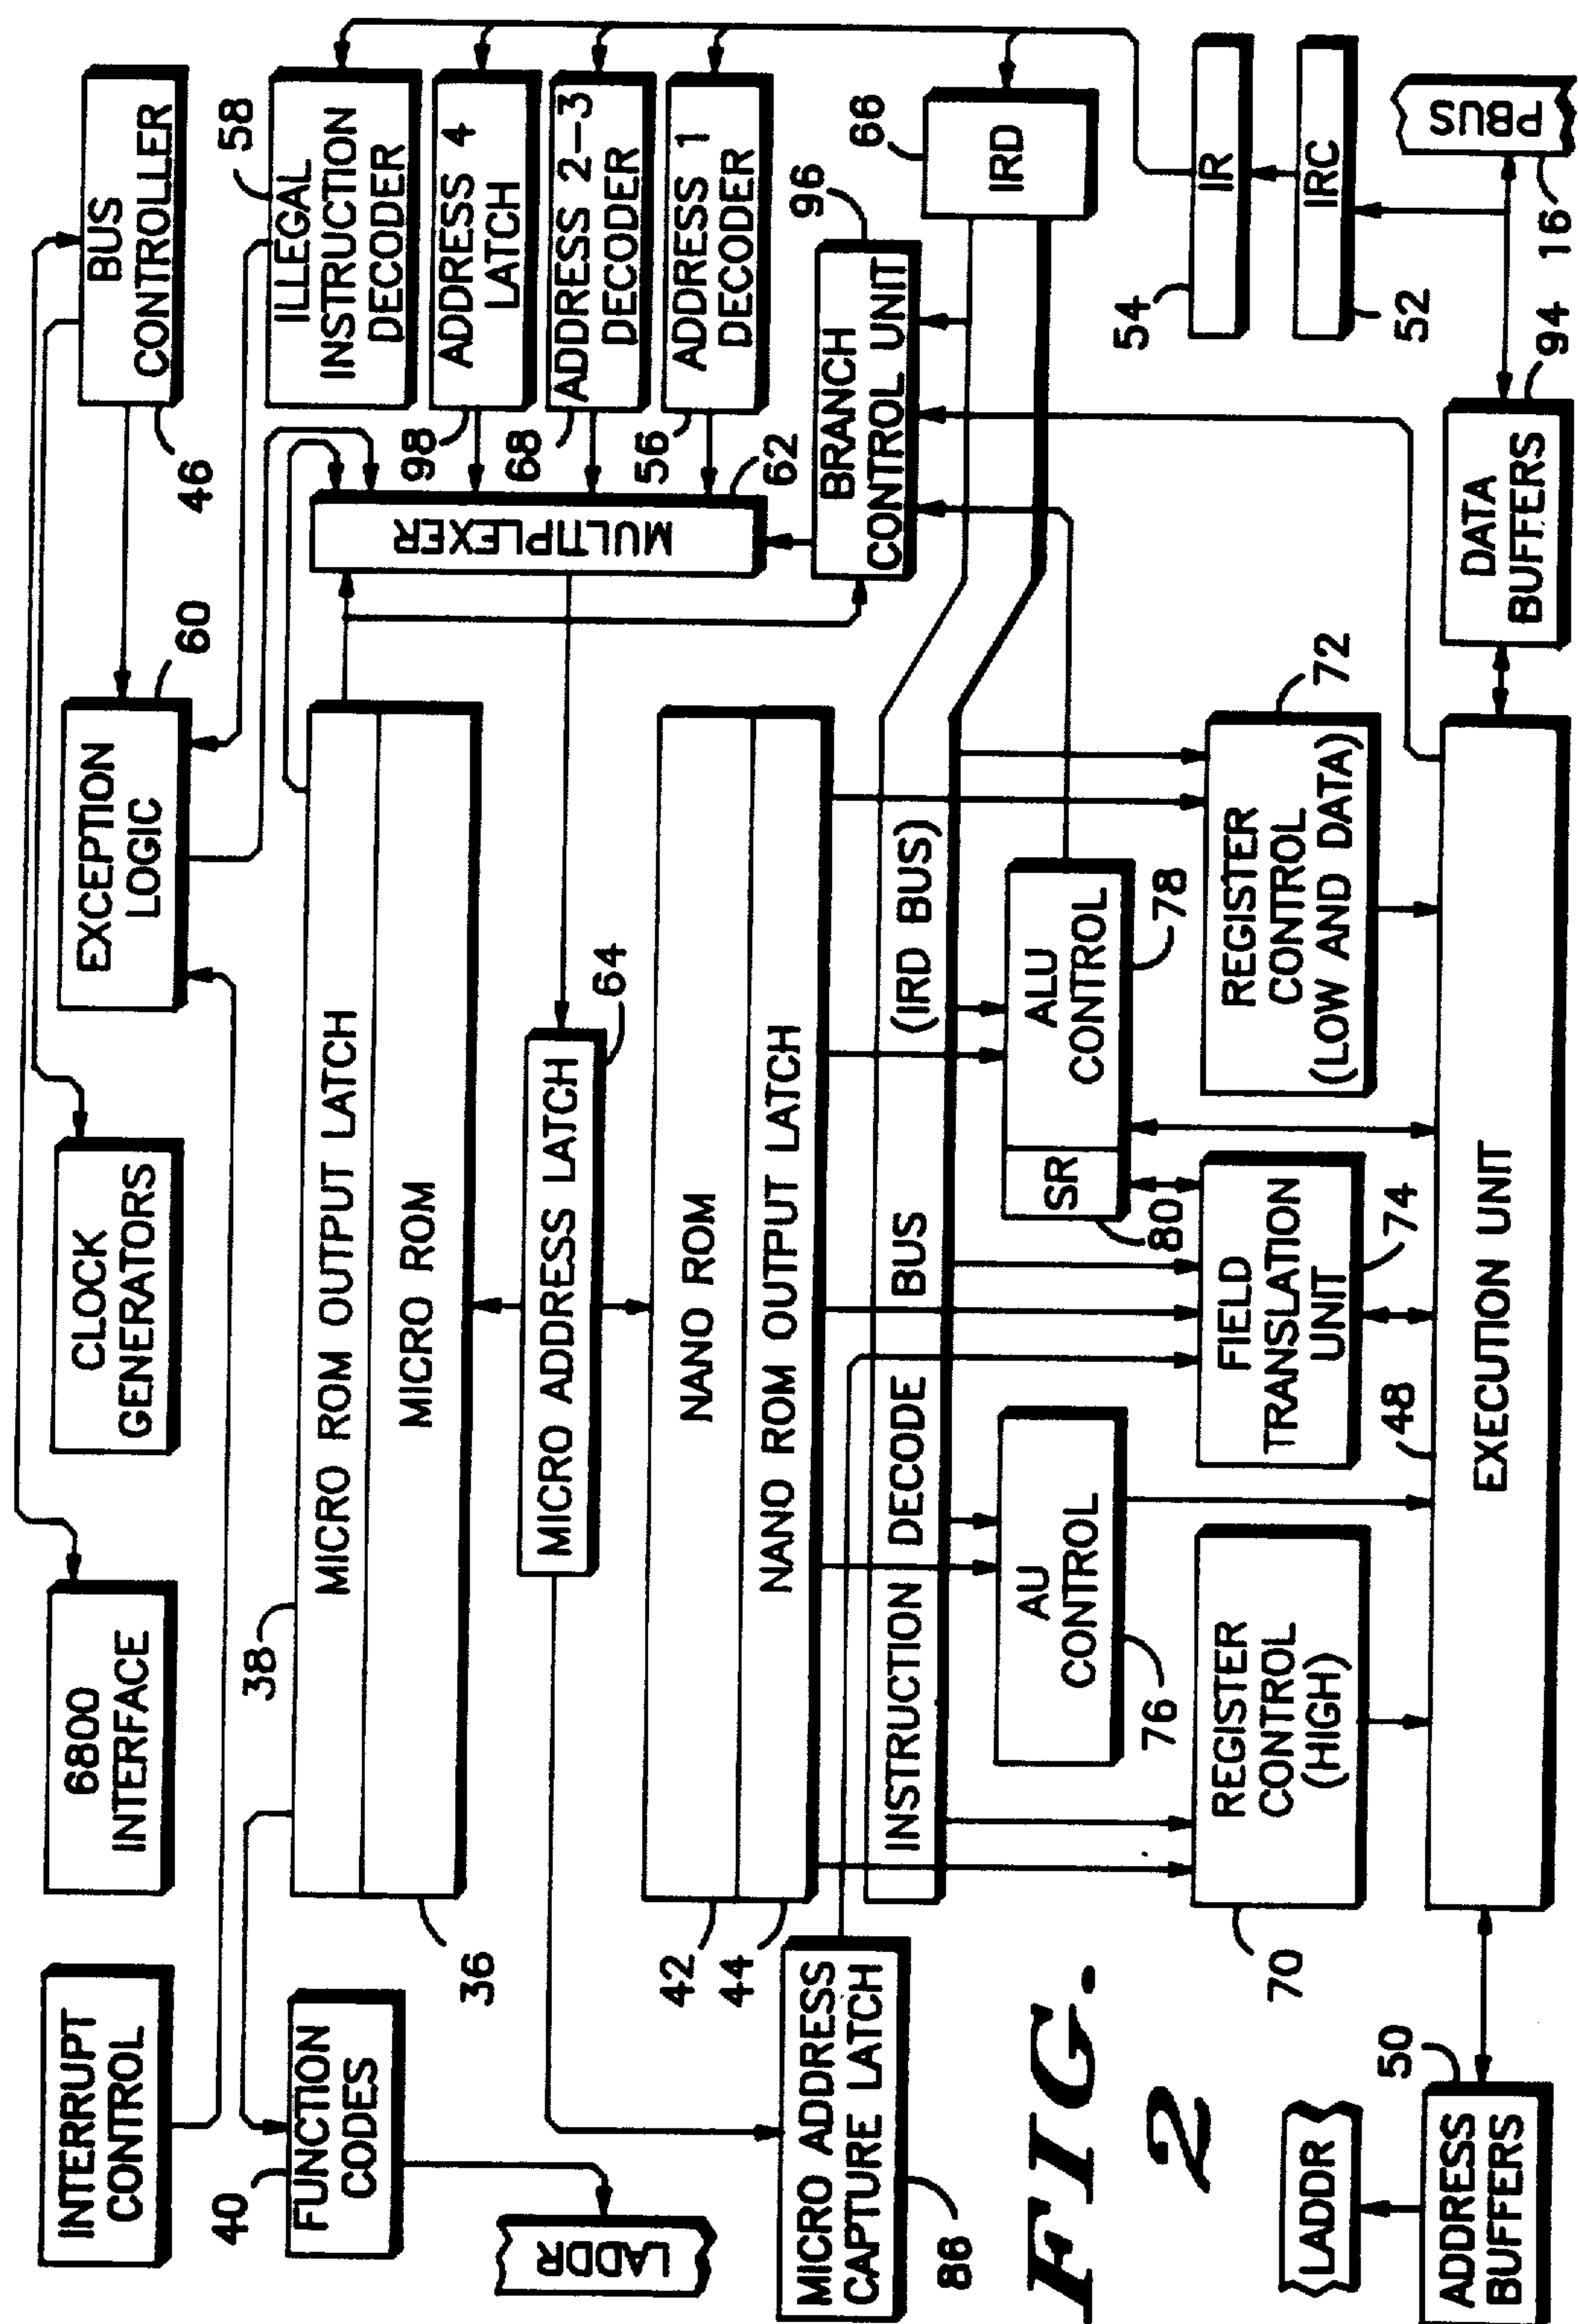 INTERRUPT
CONTROL
6800
INTERFACE
CLOCK
GENERATORS
EXCEPTION
LOGIC
60
BUS
CONTROLLER
46
40
FUNCTION
CODES
LADDR
38
MICRO ROM OUTPUT LATCH
MICRO ROM
36
58
ILLEGAL
INSTRUCTION
DECODER
ADDRESS 4
LATCH
98
ADDRESS 2-3
DECODER
68
ADDRESS 1
DECODER
56
MULTIPLEXER
62
MICRO ADDRESS LATCH
64
42
NANO ROM
44
NANO ROM OUTPUT LATCH
MICRO ADDRESS
CAPTURE LATCH
86
BRANCH
CONTROL UNIT
96
IRD
66
INSTRUCTION DECODE BUS (IRD BUS)
AU
CONTROL
76
SR
80
ALU
CONTROL
78
REGISTER
CONTROL
(HIGH)
70
FIELD
TRANSLATION
UNIT
74
REGISTER
CONTROL
(LOW AND DATA)
72
54
IR
IRC
52
48
EXECUTION UNIT
LADDR
50
ADDRESS
BUFFERS
DATA
BUFFERS
94
PBUS
16
FIG.
2